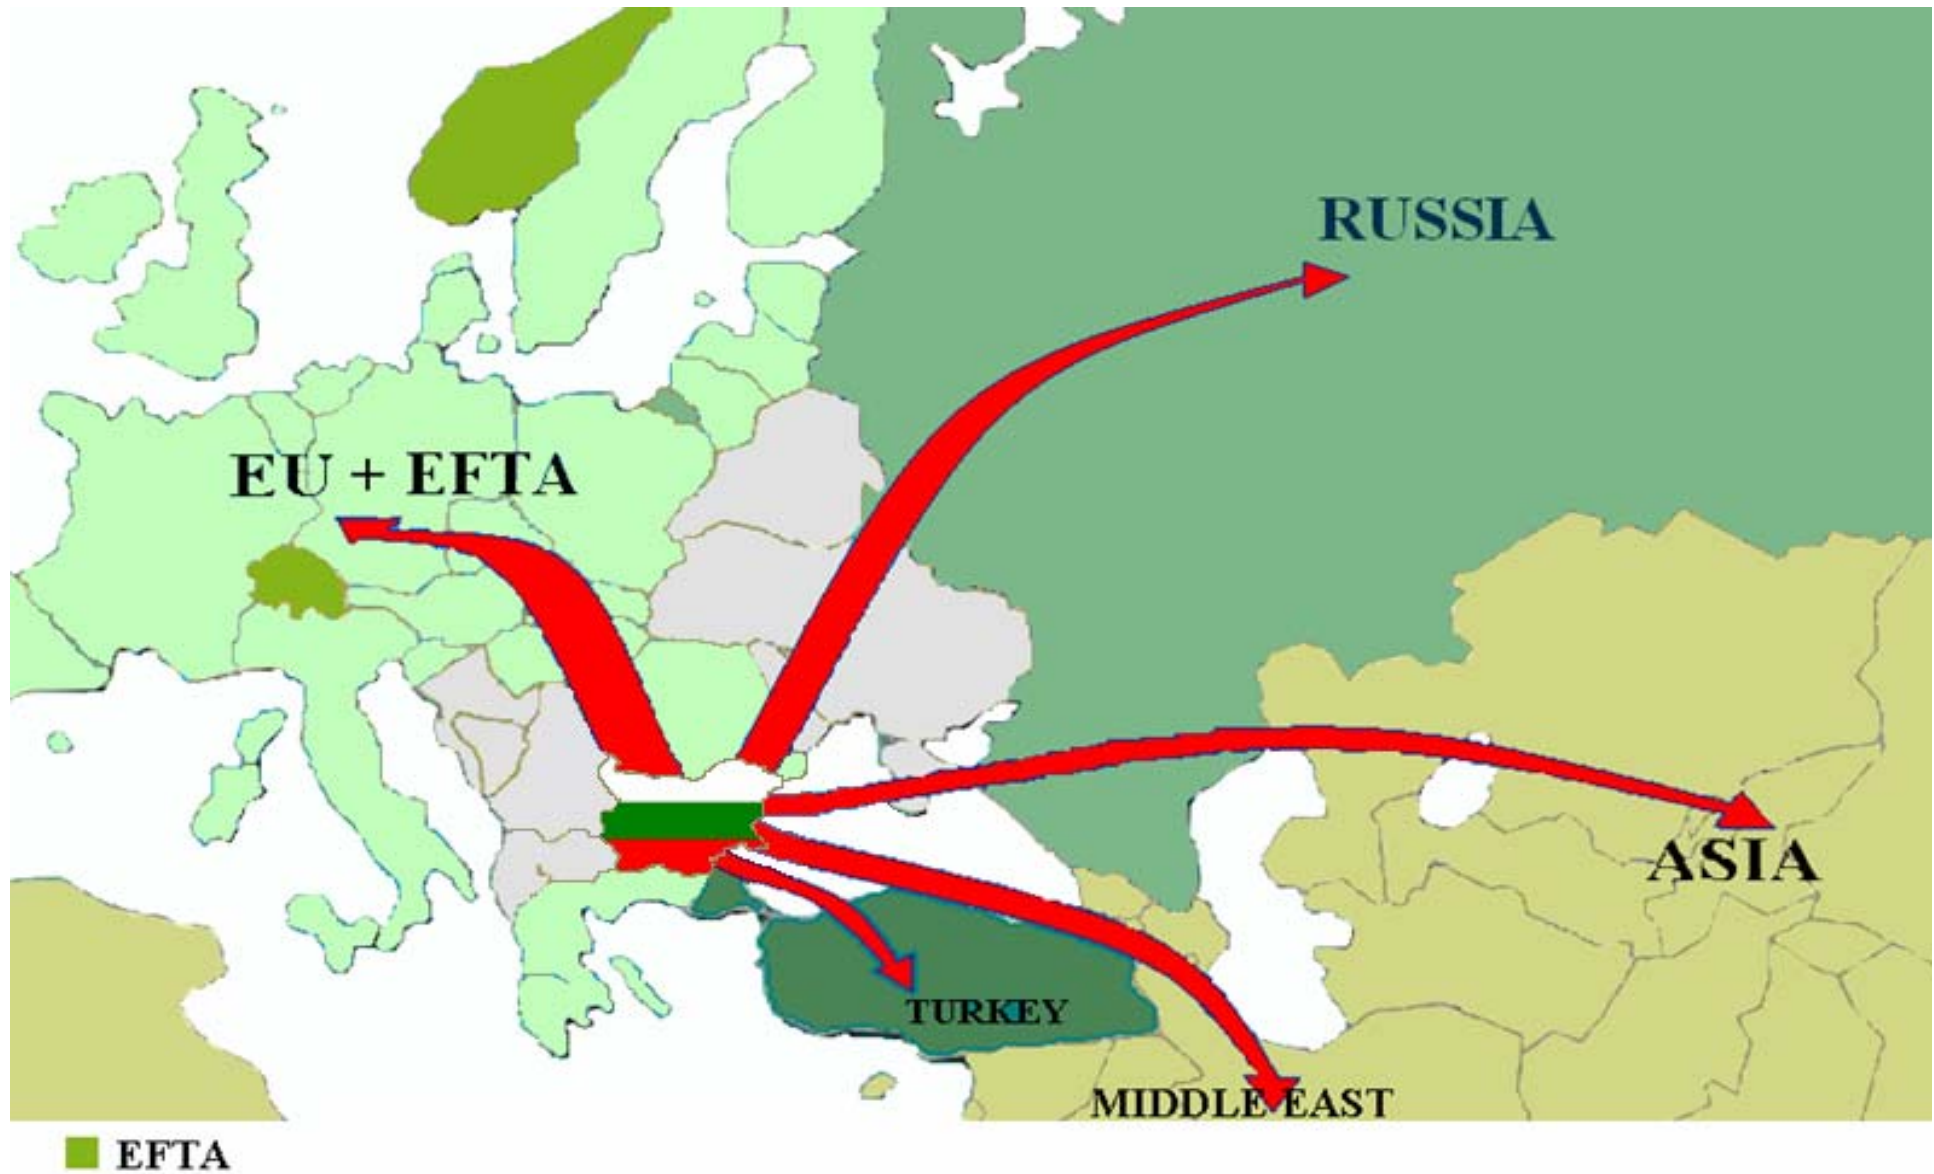 RUSSIA
EU + EFTA
ASIA
TURKEY
MIDDLE EAST
EFTA